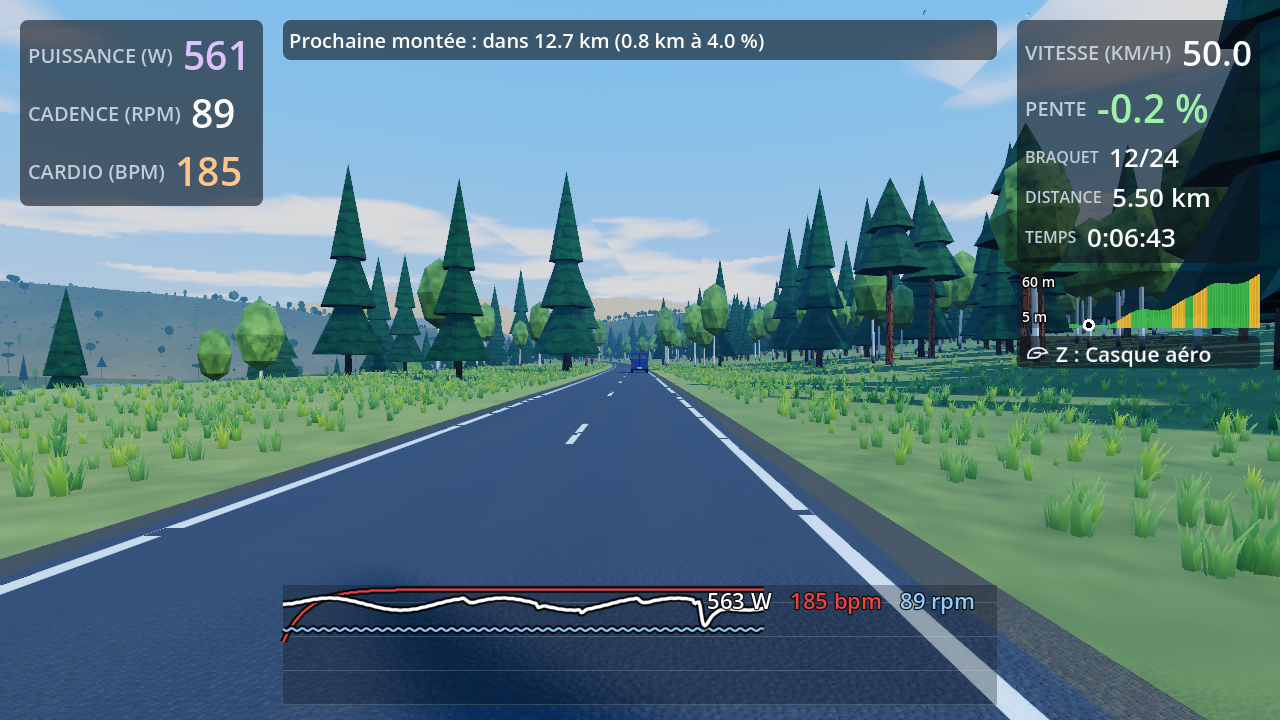 PUISSANCE (W) 561
CADENCE (RPM) 89
CARDIO (BPM) 185
Prochaine montée : dans 12.7 km (0.8 km à 4.0 %)
VITESSE (KM/H) 50.0
PENTE -0.2 %
BRAQUET 12/24
DISTANCE 5.50 km
TEMPS 0:06:43
60 m
5 m
Z : Casque aéro
563 W 185 bpm 89 rpm